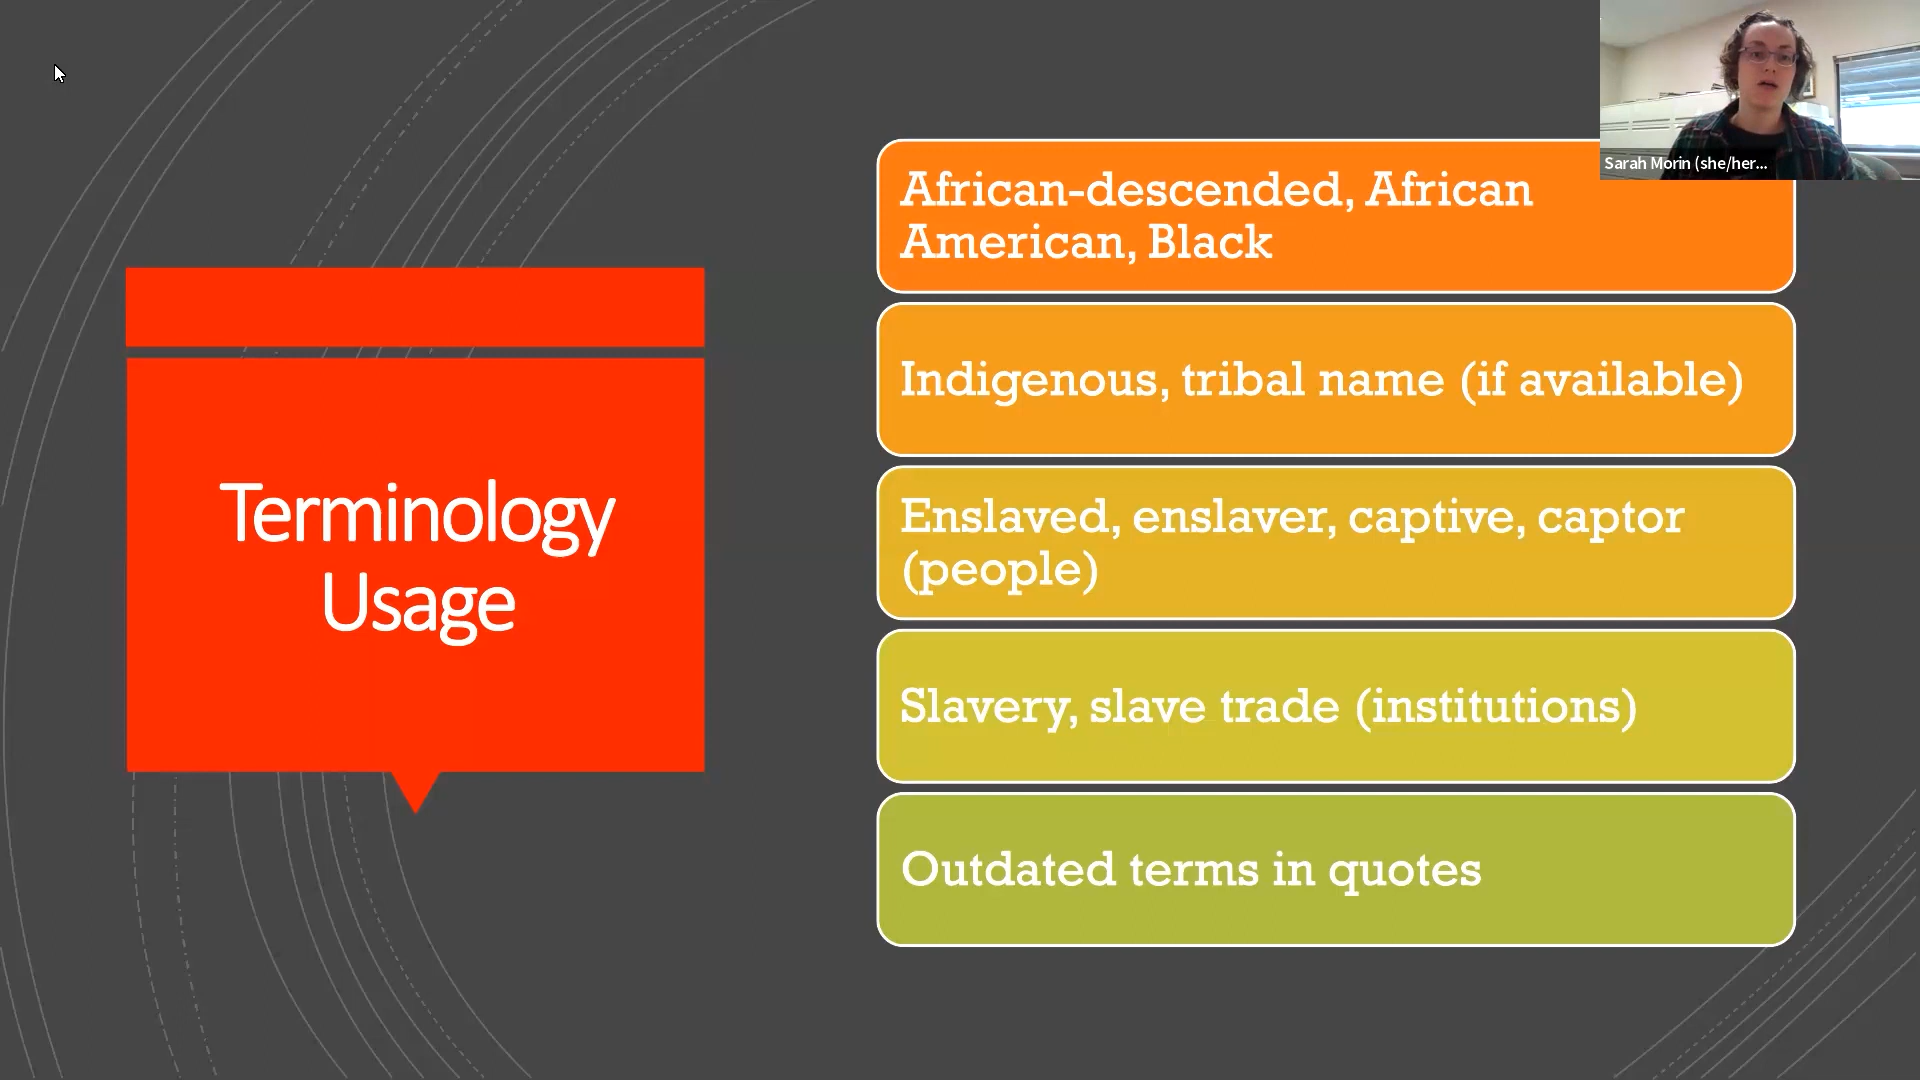 Sarah Morin (she/her...
Terminology
Usage
African-descended, African
American, Black
Indigenous, tribal name (if available)
Enslaved, enslaver, captive, captor
(people)
Slavery, slave trade (institutions)
Outdated terms in quotes